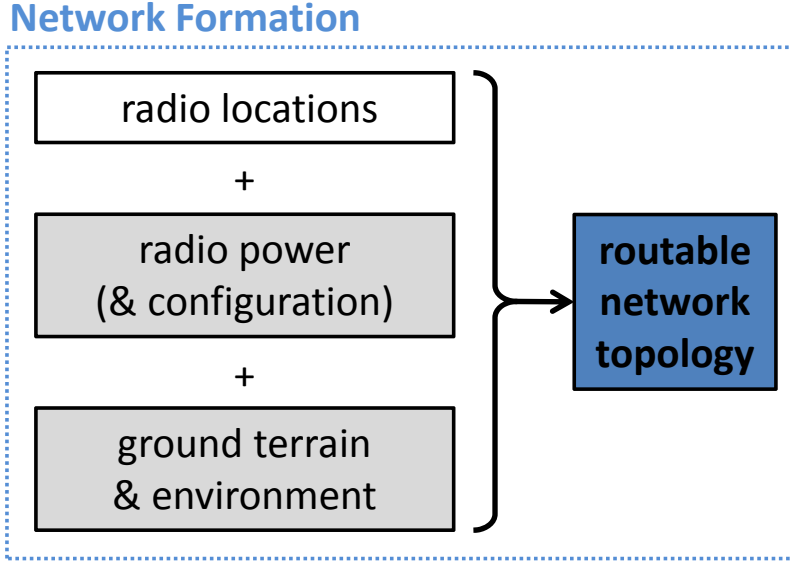 Network Formation
radio locations
+
radio power
(& configuration)
+
ground terrain
& environment
routable
network
topology